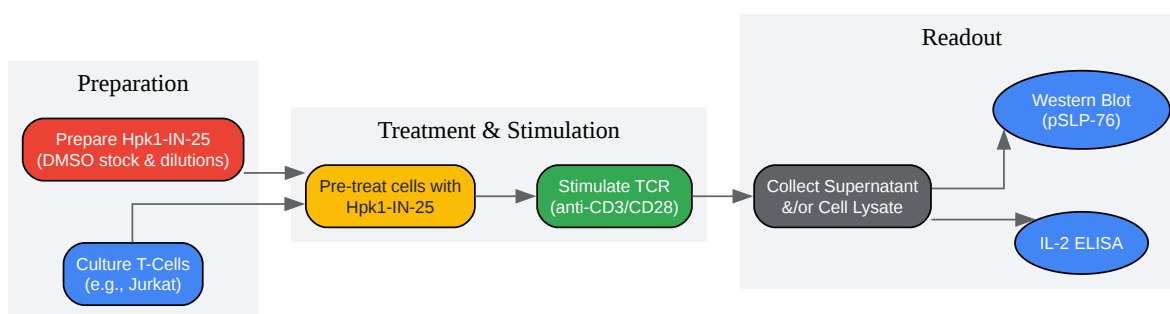 Preparation
Prepare Hpk1-IN-25
(DMSO stock & dilutions)
Culture T-Cells
(e.g., Jurkat)
Treatment & Stimulation
Pre-treat cells with
Hpk1-IN-25
Stimulate TCR
(anti-CD3/CD28)
Readout
Collect Supernatant
&/or Cell Lysate
Western Blot
(pSLP-76)
IL-2 ELISA